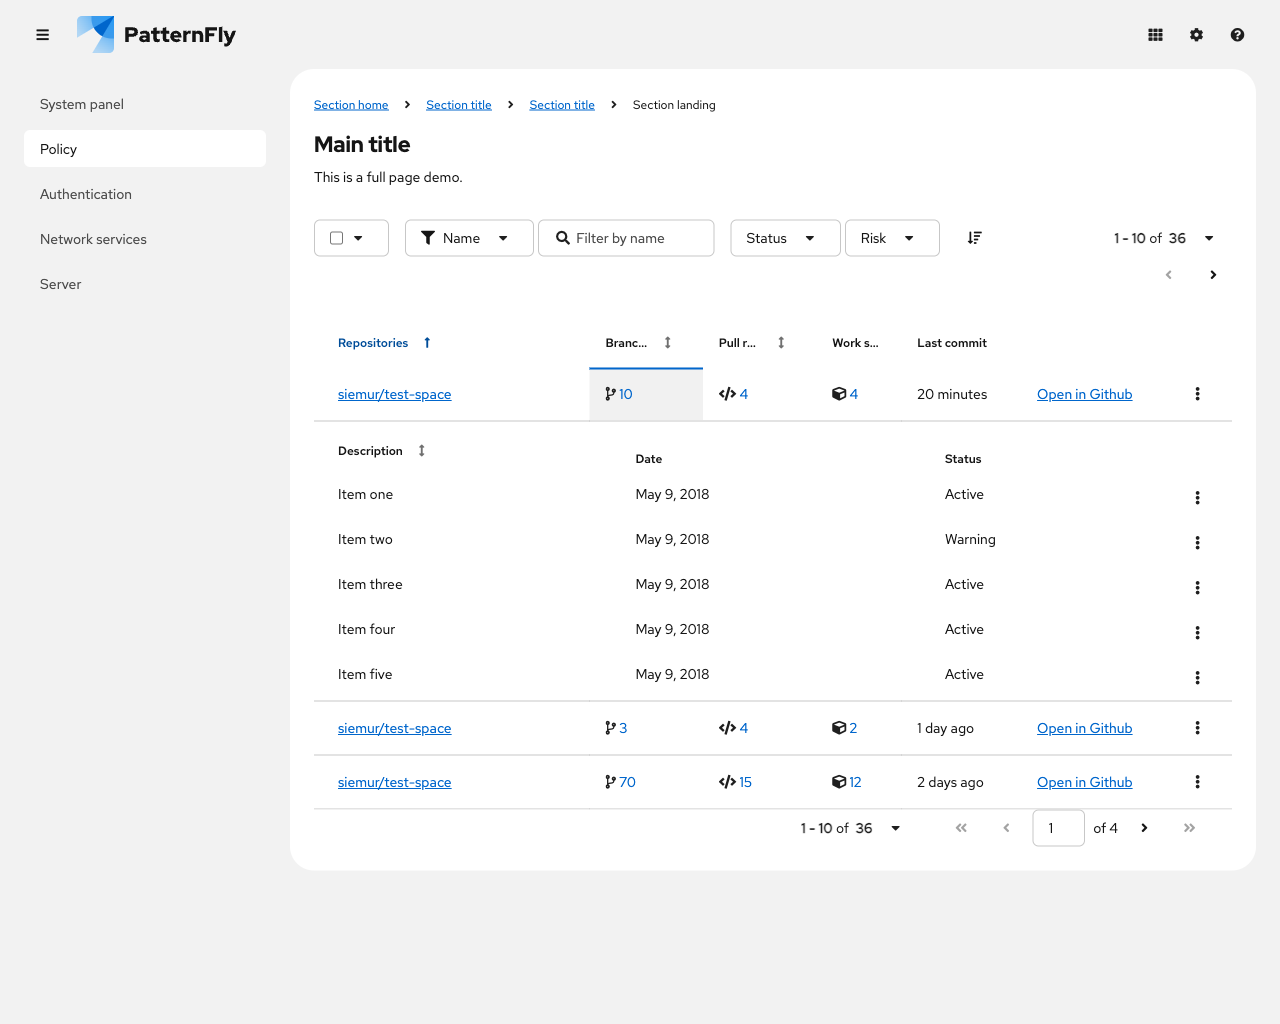 PatternFly
System panel
Policy
Authentication
Network services
Server
Section home Section title Section title Section landing
Main title
This is a full page demo.
Name Filter by name Status Risk 1 - 10 of 36
Repositories Branc... Pull r... Work s... Last commit
siemur/test-space 10 4 4 20 minutes Open in Github
Description Date Status
Item one May 9, 2018 Active
Item two May 9, 2018 Warning
Item three May 9, 2018 Active
Item four May 9, 2018 Active
Item five May 9, 2018 Active
siemur/test-space 3 4 2 1 day ago Open in Github
siemur/test-space 70 15 12 2 days ago Open in Github
1 - 10 of 36 1 of 4